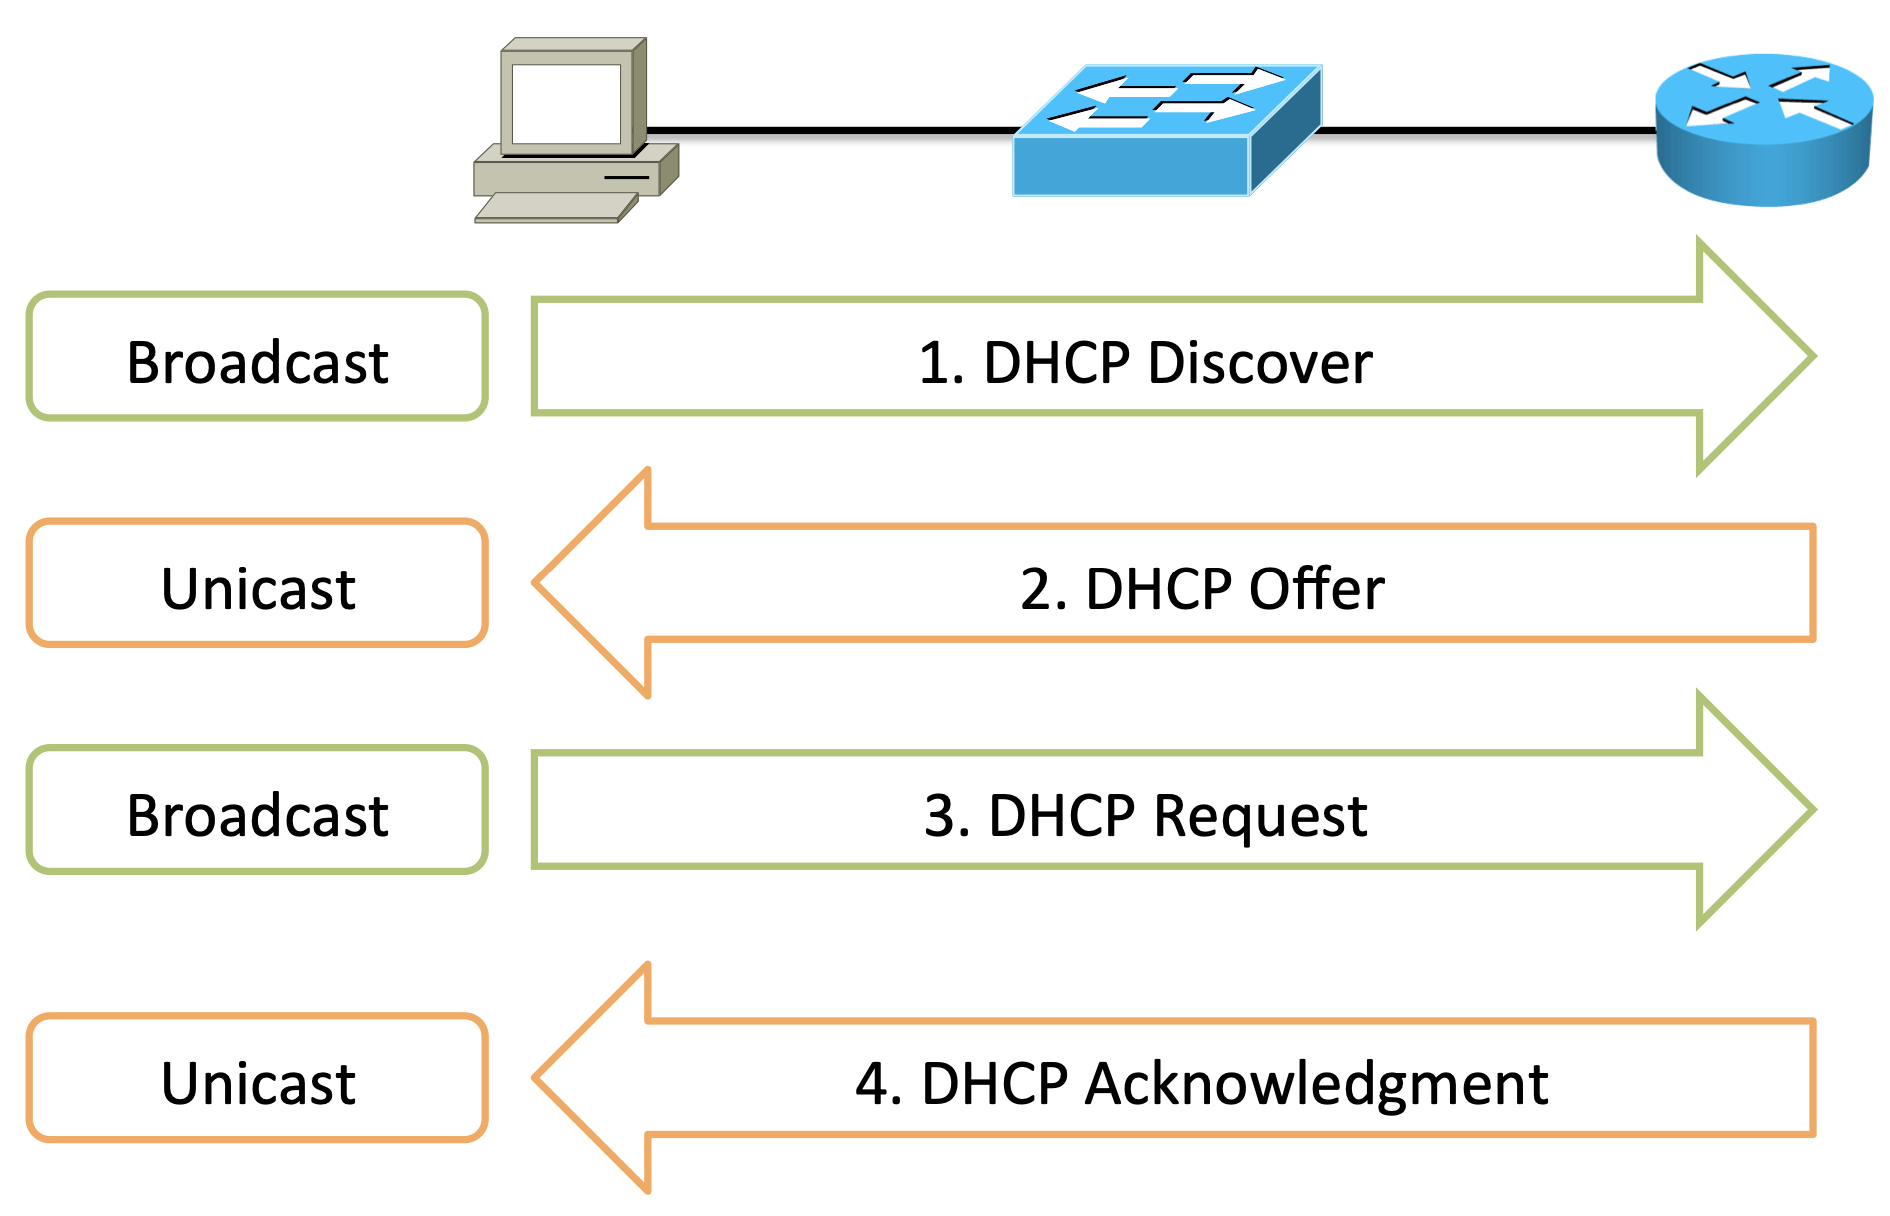 Broadcast
1. DHCP Discover
Unicast
2. DHCP Offer
Broadcast
3. DHCP Request
Unicast
4. DHCP Acknowledgment